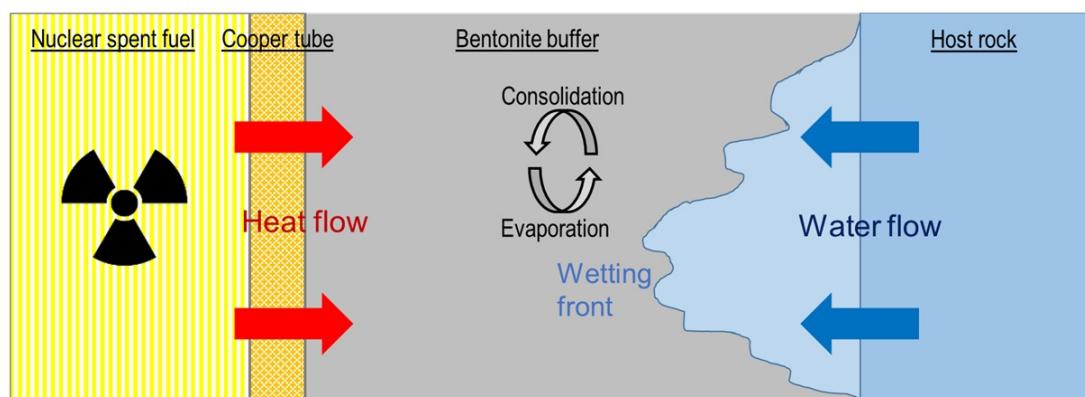 Nuclear spent fuel
Cooper tube
Bentonite buffer
Host rock
Consolidation
Evaporation
Heat flow
Wetting
front
Water flow